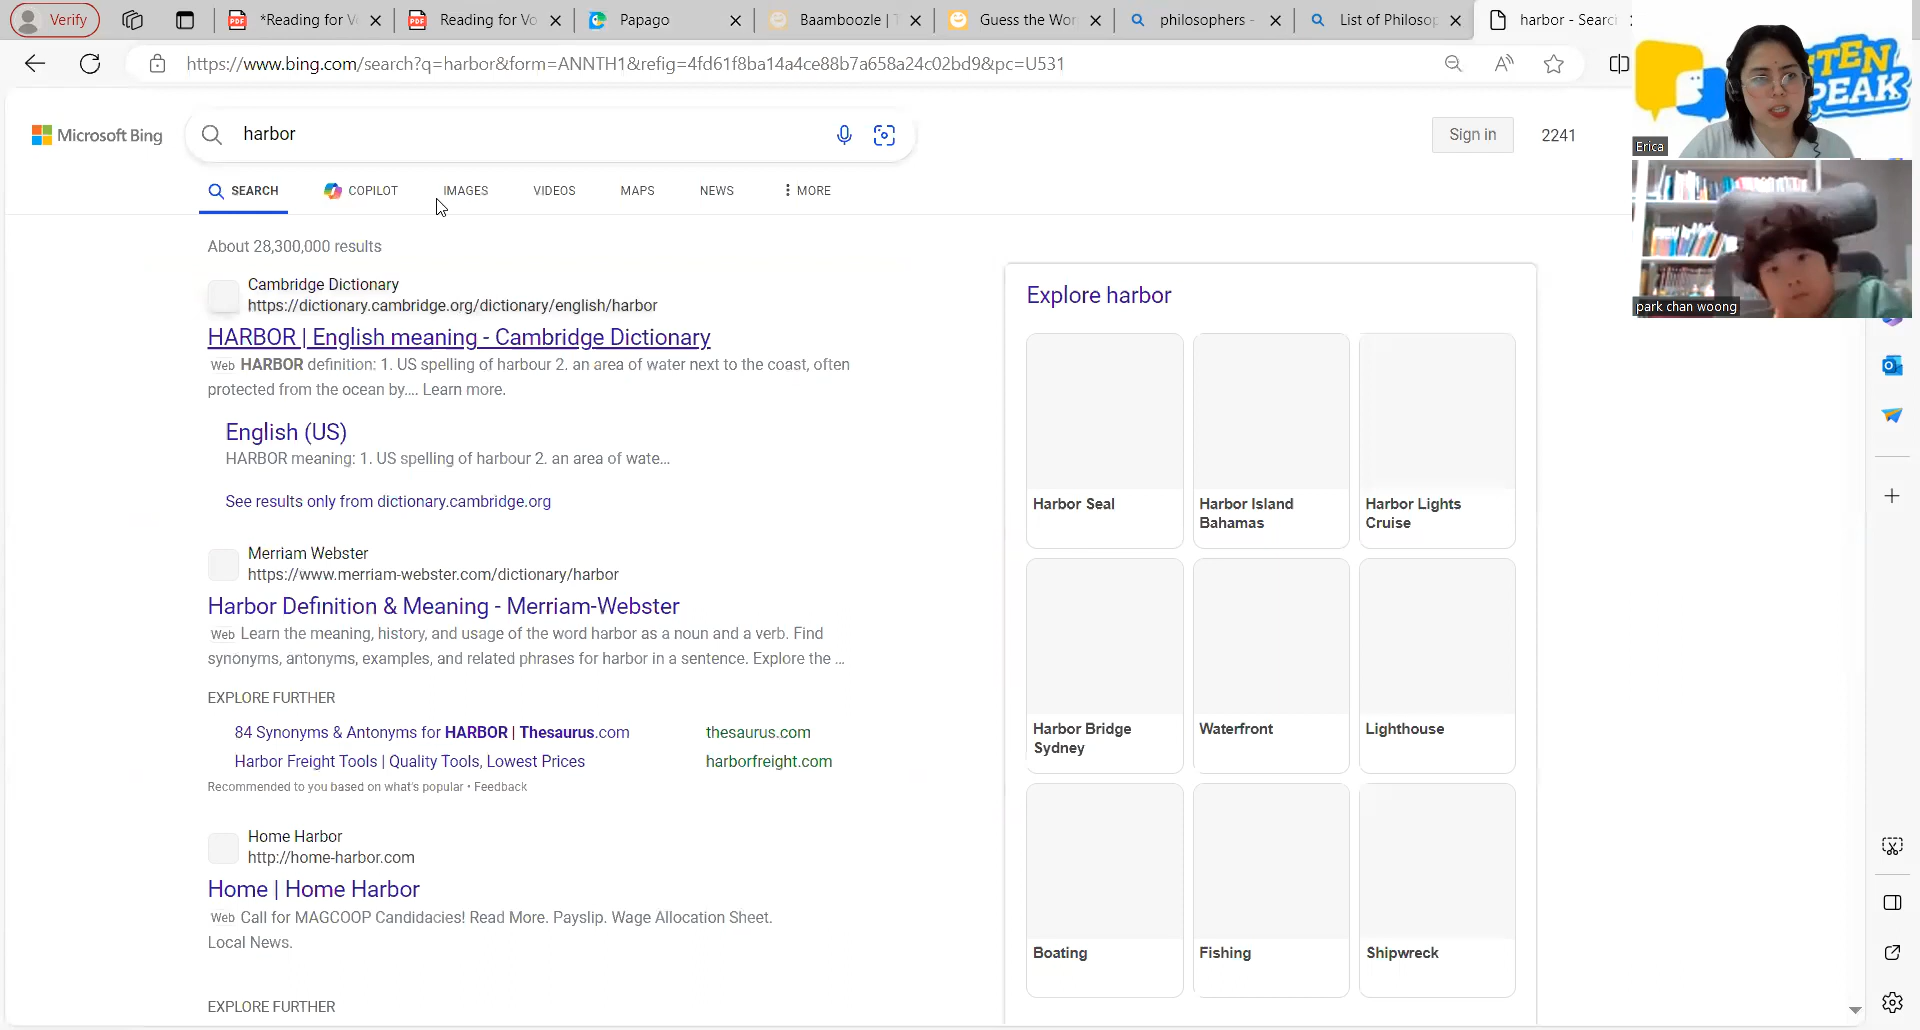 Verify
*Reading for V
Reading for Vo
Papago
Baamboozle | T
Guess the Wor
philosophers -
List of Philosop
harbor - Search
https://www.bing.com/search?q=harbor&form=ANNTH1&refig=4fd61f8ba14a4ce88b7a658a24c02bd9&pc=U531
Microsoft Bing
harbor
Sign in
2241
SEARCH
COPILOT
IMAGES
VIDEOS
MAPS
NEWS
MORE
TEN
PEAK
Erica
park chan woong
About 28,300,000 results
Cambridge Dictionary
https://dictionary.cambridge.org/dictionary/english/harbor
HARBOR | English meaning - Cambridge Dictionary
Web HARBOR definition: 1. US spelling of harbour 2. an area of water next to the coast, often
protected from the ocean by.... Learn more.
English (US)
HARBOR meaning: 1. US spelling of harbour 2. an area of wate...
See results only from dictionary.cambridge.org
Merriam Webster
https://www.merriam-webster.com/dictionary/harbor
Harbor Definition & Meaning - Merriam-Webster
Web Learn the meaning, history, and usage of the word harbor as a noun and a verb. Find
synonyms, antonyms, examples, and related phrases for harbor in a sentence. Explore the ...
EXPLORE FURTHER
84 Synonyms & Antonyms for HARBOR | Thesaurus.com
thesaurus.com
Harbor Freight Tools | Quality Tools, Lowest Prices
harborfreight.com
Recommended to you based on what's popular • Feedback
Home Harbor
http://home-harbor.com
Home | Home Harbor
Web Call for MAGCOOP Candidacies! Read More. Payslip. Wage Allocation Sheet.
Local News.
EXPLORE FURTHER
Explore harbor
Harbor Seal
Harbor Island
Bahamas
Harbor Lights
Cruise
Harbor Bridge
Sydney
Waterfront
Lighthouse
Boating
Fishing
Shipwreck